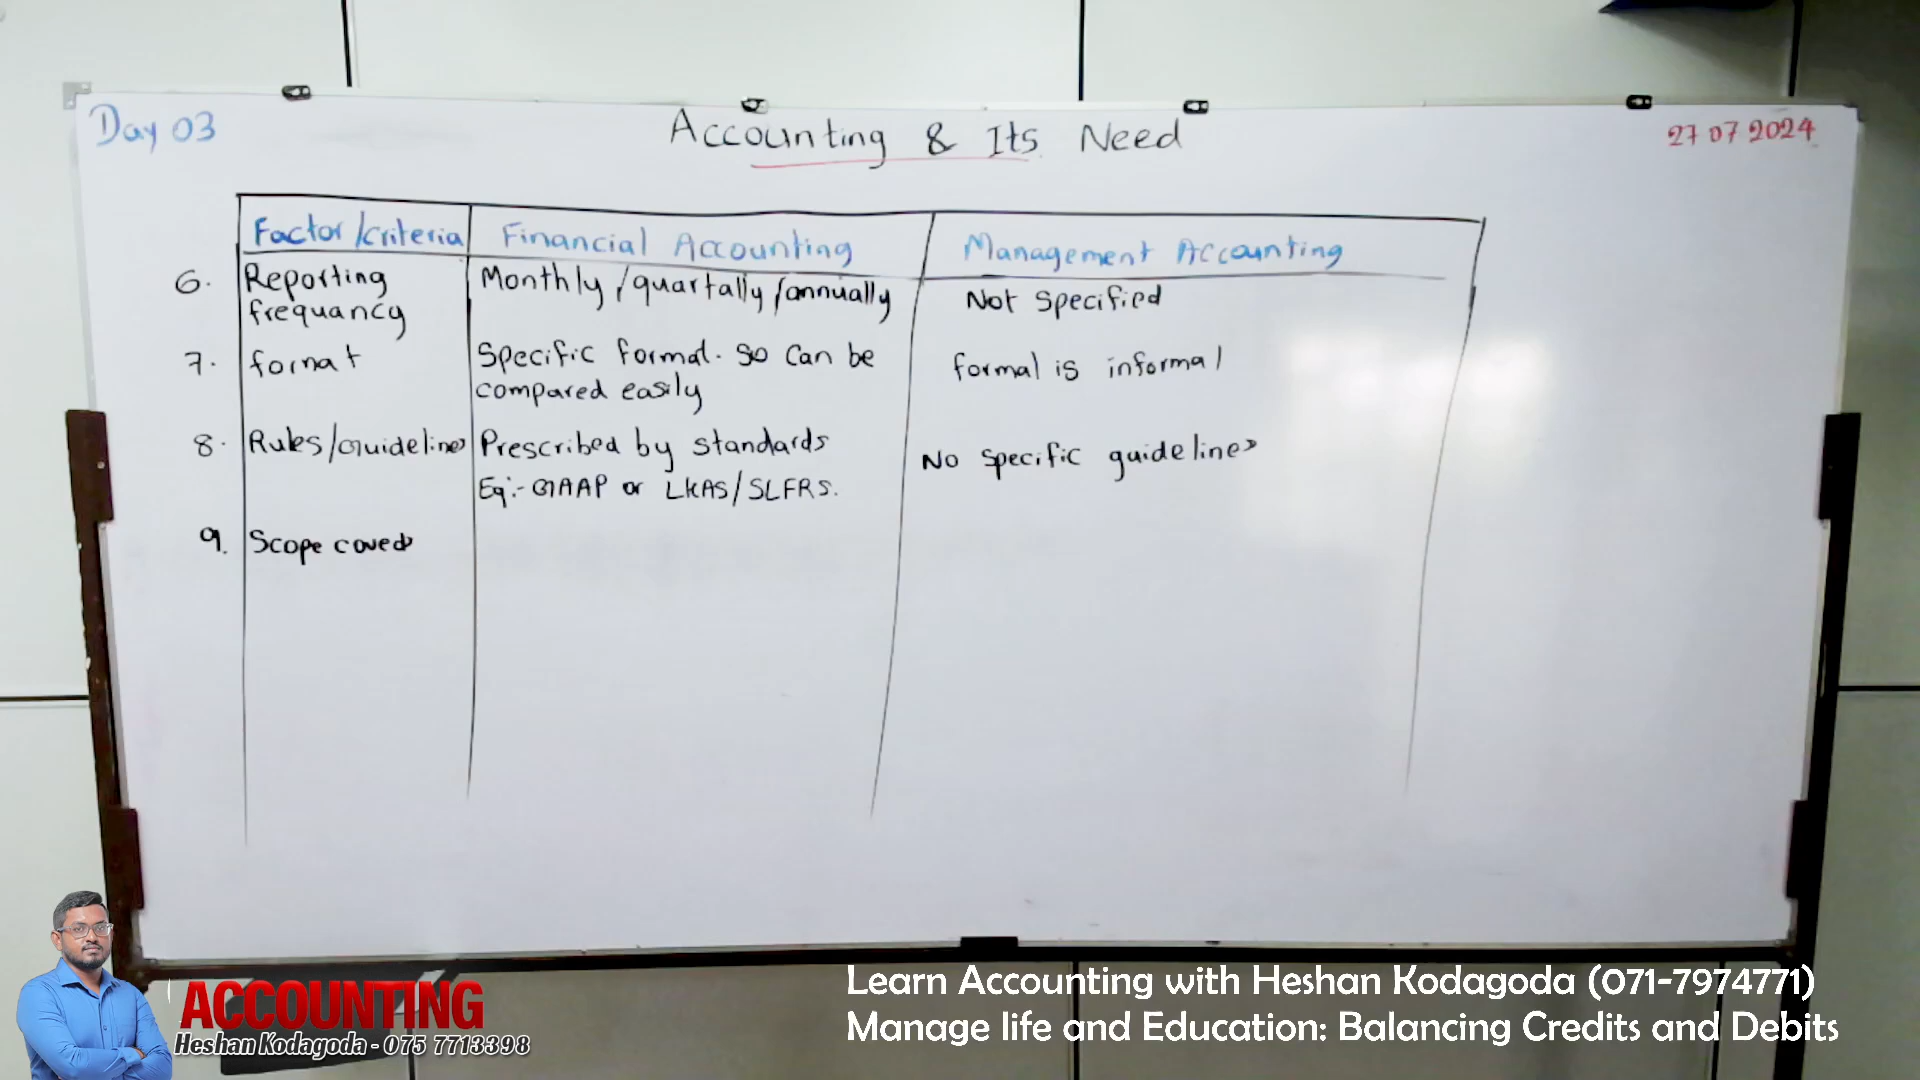 Day 03
Accounting & Its Need
27 07 2024
Factor/criteria
Financial Accounting
Management Accounting
6.
Reporting
frequancy
Monthly/quartally/annually
Not Specified
7.
format
Specific formal. so can be
compared easily
formal is informal
8.
Rules/Guidelines
Prescribed by standards
Eg:- GAAP or LKAS/SLFRS.
No specific guidelines
9.
Scope coved
ACCOUNTING
Heshan Kodagoda - 075 7713398
Learn Accounting with Heshan Kodagoda (071-7974771)
Manage life and Education: Balancing Credits and Debits